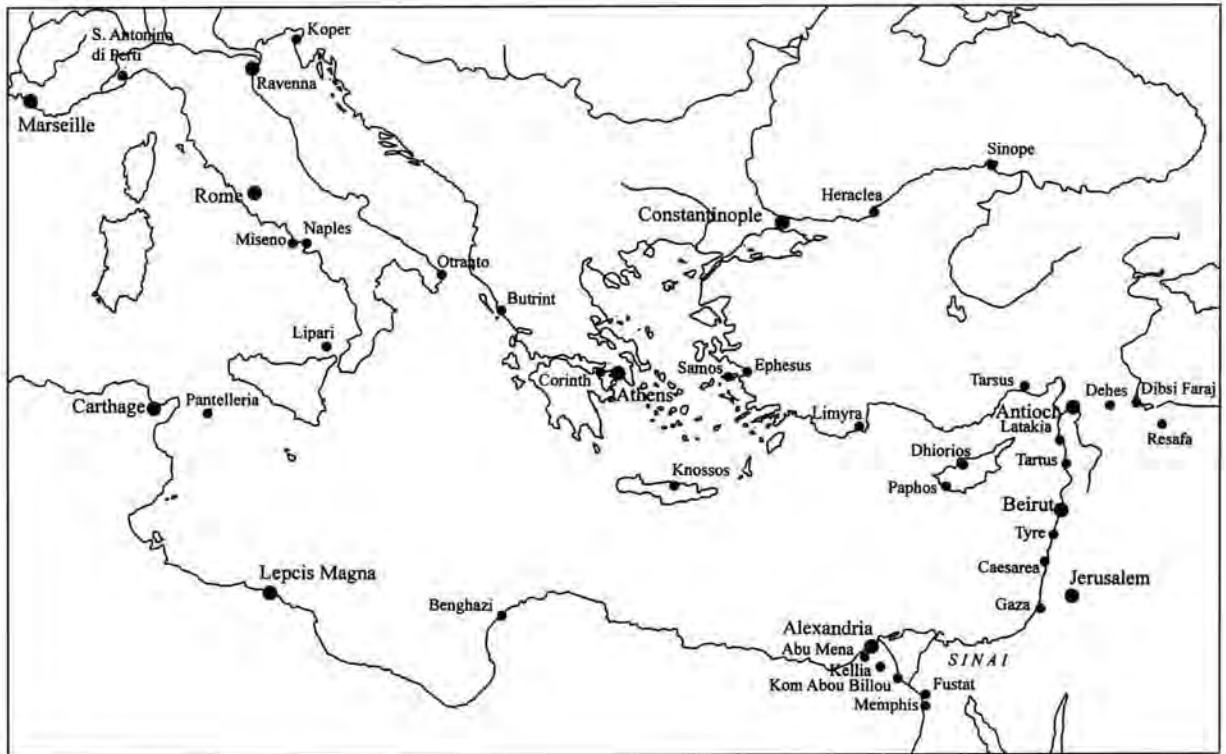 S. Antonino
di Perti
Koper
Ravenna
Marseille
Sinope
Rome
Heraclea
Constantinople
Miseno
Naples
Otranto
Butrint
Lipari
Corinth
Athens
Samos
Ephesus
Tarsus
Dehes
Dibsi Faraj
Carthage
Pantelleria
Limyra
Antioch
Latakia
Resafa
Dhiorios
Tartus
Knossos
Paphos
Beirut
Tyre
Caesarea
Jerusalem
Lepcis Magna
Benghazi
Gaza
Alexandria
Abu Mena
SINAI
Kellia
Kom Abou Billou
Fustat
Memphis